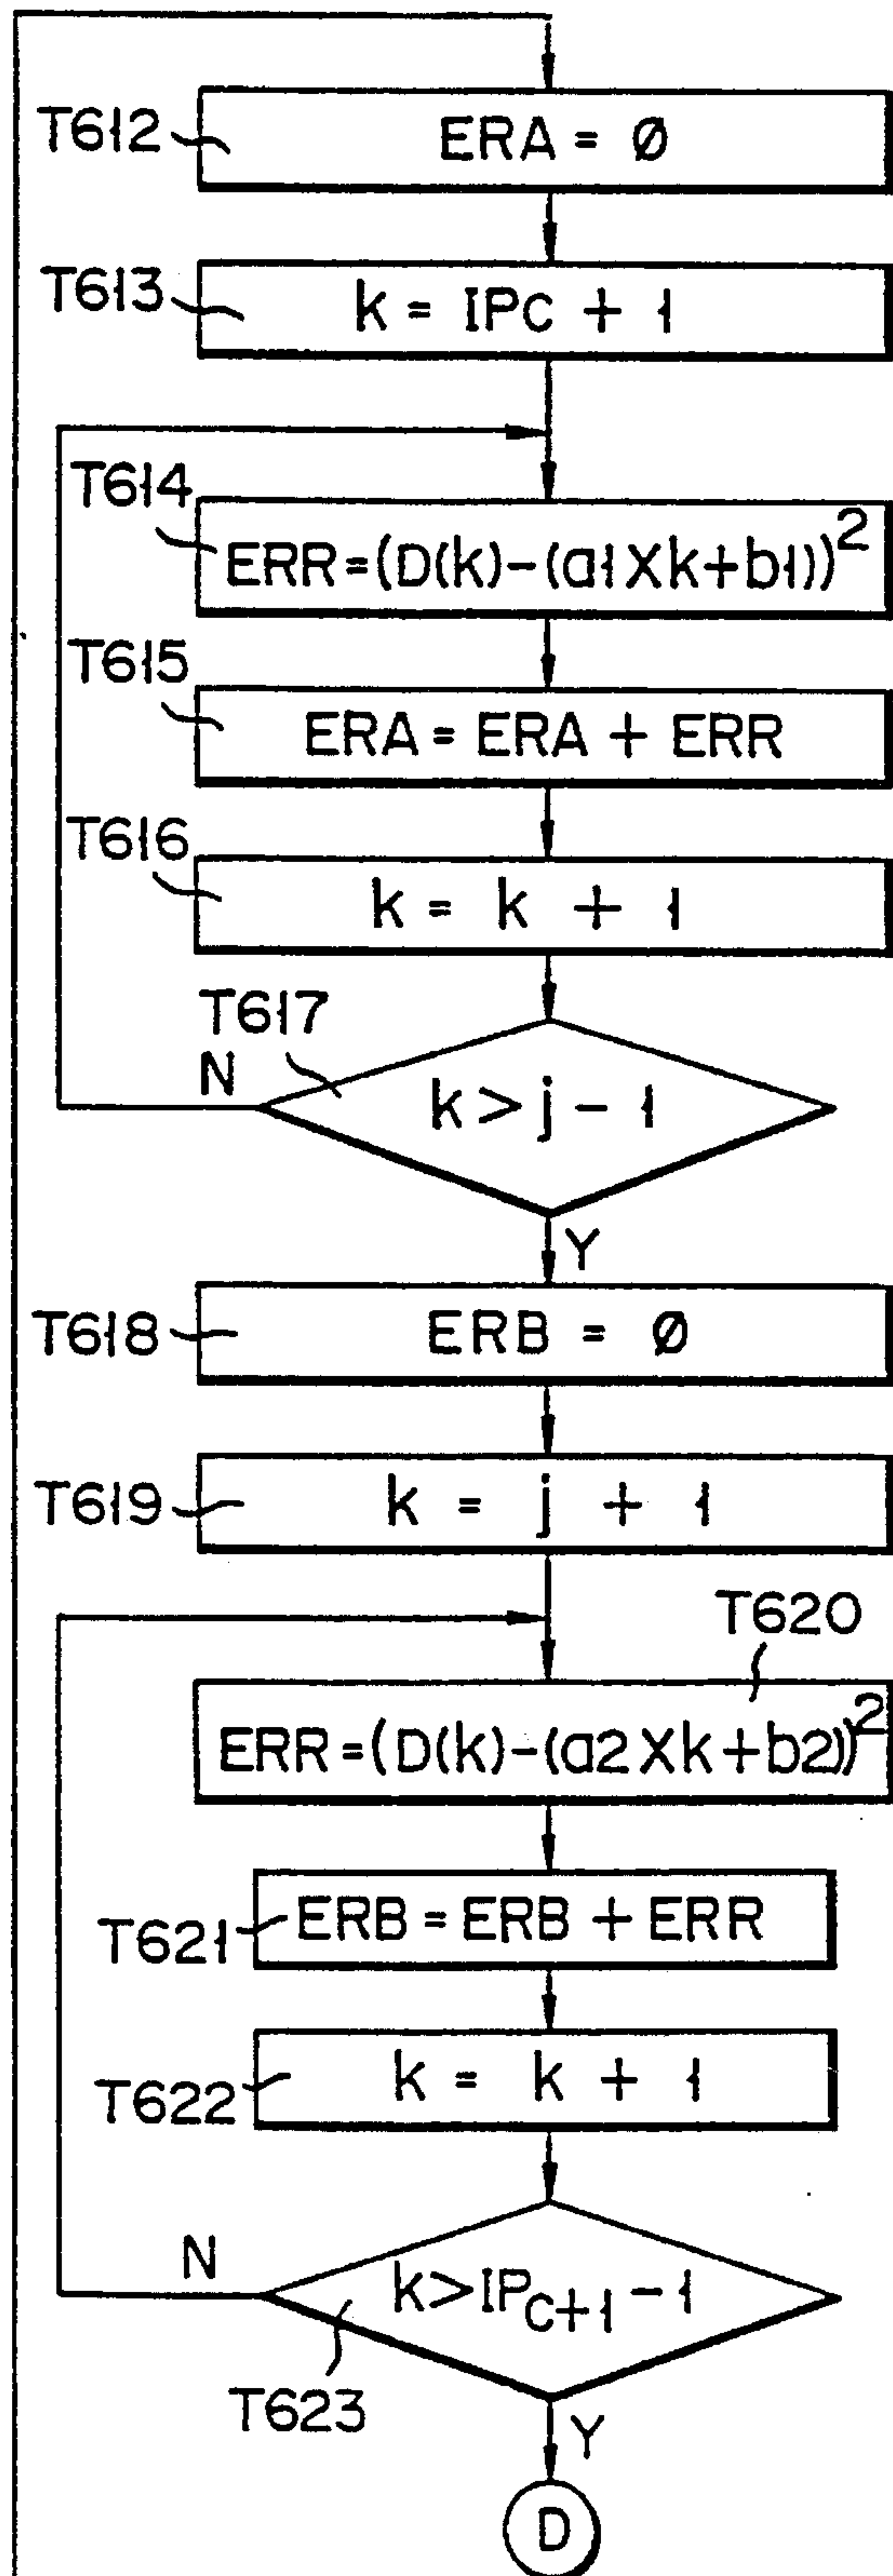 T612
ERA = Ø
T613
k = IPc + 1
T614
ERR=(D(k)-(a1Xk+b1))²
T615
ERA = ERA + ERR
T616
k = k + 1
T617
N
k > j - 1
Y
T618
ERB = Ø
T619
k = j + 1
T620
ERR=(D(k)-(a2Xk+b2))²
T621
ERB = ERB + ERR
T622
k = k + 1
N
k>IPC+1 - 1
T623
Y
D